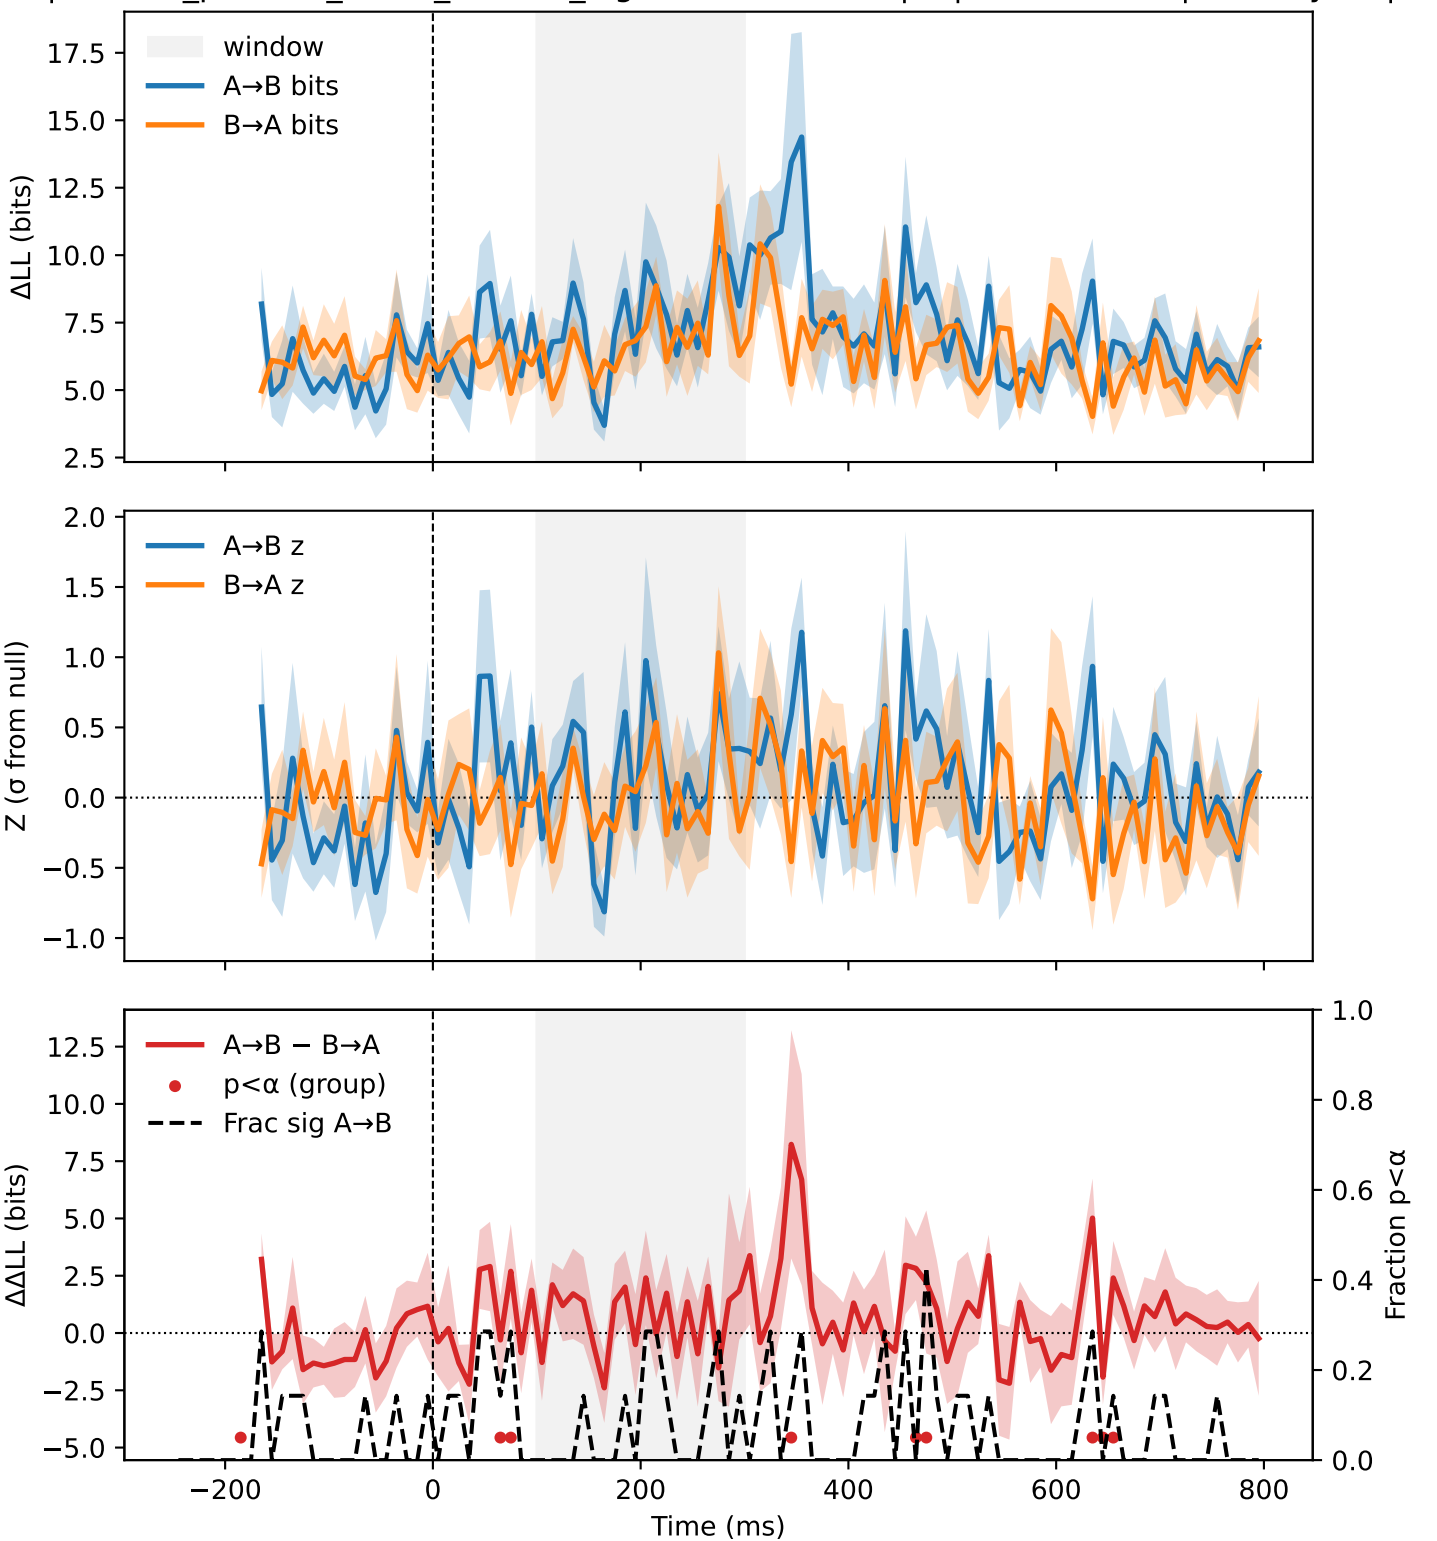 17.5
15.0
12.5
10.0
7.5
5.0
2.5
ΔLL (bits)
window
A→B bits
B→A bits
2.0
1.5
1.0
0.5
0.0
−0.5
−1.0
Z (σ from null)
A→B z
B→A z
12.5
10.0
7.5
5.0
2.5
0.0
−2.5
−5.0
ΔΔLL (bits)
A→B − B→A
p<α (group)
Frac sig A→B
1.0
0.8
0.6
0.4
0.2
0.0
Fraction p<α
−200 0 200 400 600 800
Time (ms)